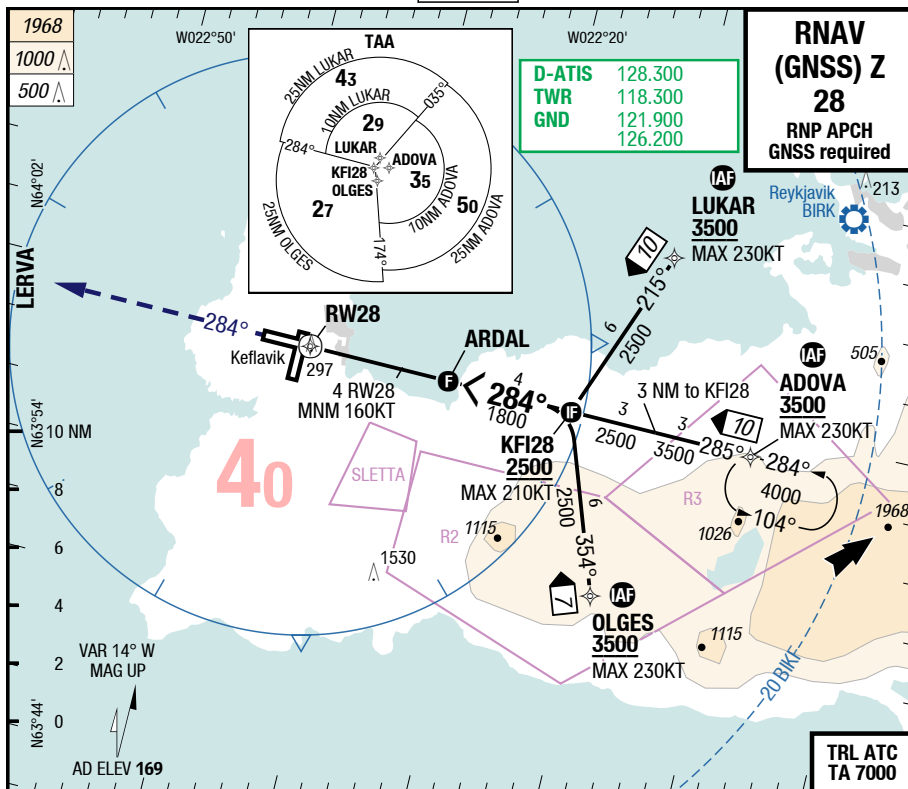 1968
1000
500
W022°50'
W022°20'
RNAV
(GNSS) Z
28
RNP APCH
GNSS required
TAA
25NM LUKAR
43
10NM LUKAR
29
035°
284°
LUKAR
KFI28
OLGES
ADOVA
35
27
50
10NM ADOVA
25NM ADOVA
25NM OLGES
174°
D-ATIS 128.300
TWR 118.300
GND 121.900
126.200
N64°02'
IAF
LUKAR
3500
MAX 230KT
Reykjavik
BIRK
213
10
215°
6
2500
LERVA
284°
RW28
Keflavik
297
ARDAL
F
4 RW28
MNM 160KT
4
284°
1800
IF
KFI28
2500
MAX 210KT
3
2500
3 NM to KFI28
3
3500
285°
10
IAF
ADOVA
3500
MAX 230KT
505
284°
4000
104°
1026
1968
N63°54'
10 NM
8
6
4
2
0
40
SLETTA
R2
R3
1115
1530
2500
6
354°
7
IAF
OLGES
3500
MAX 230KT
1115
20 BIKF
VAR 14° W
MAG UP
N63°44'
AD ELEV 169
TRL ATC
TA 7000